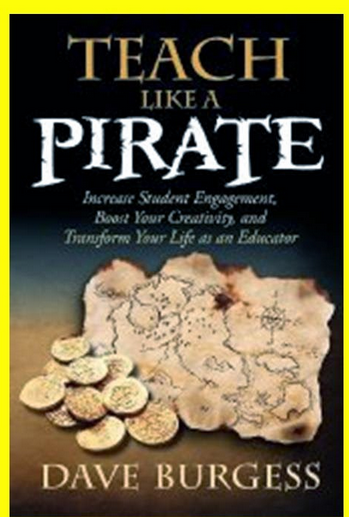 TEACH
LIKE A
PIRATE
Increase Student Engagement,
Boost Your Creativity, and
Transform Your Life as an Educator
DAVE BURGESS